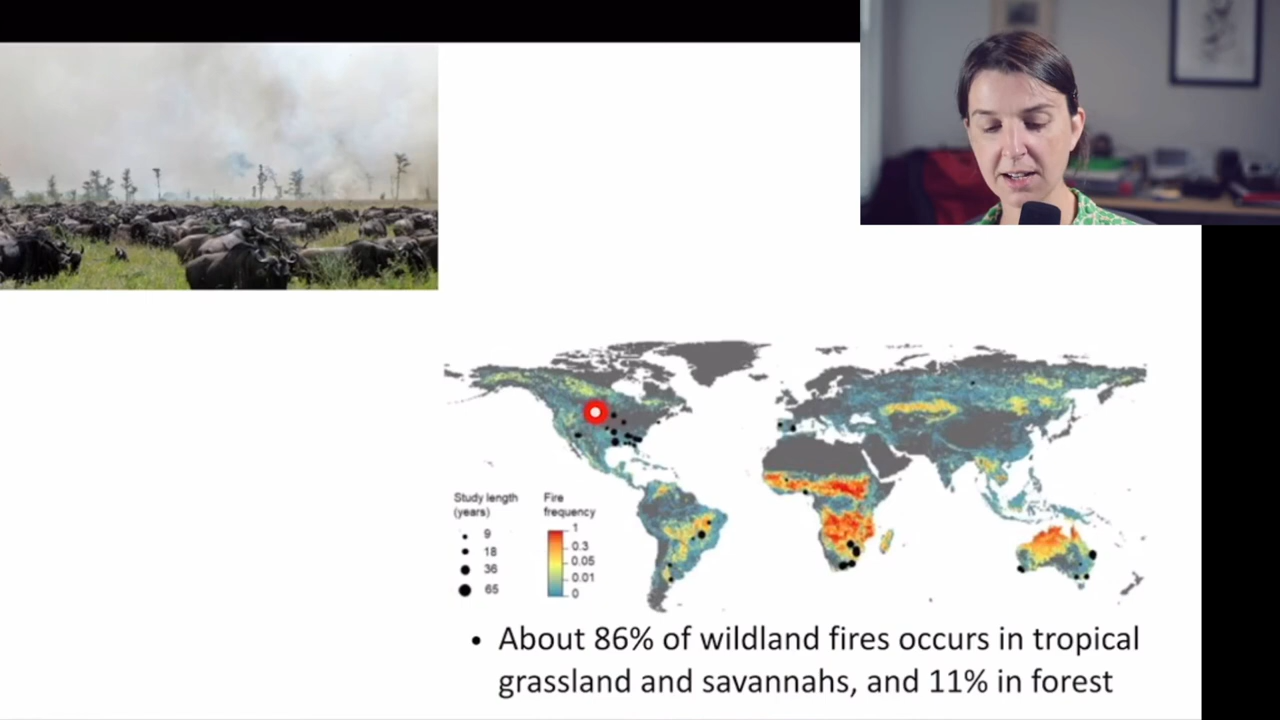 Study length
(years)
9
18
36
65
Fire
frequency
1
0.3
0.05
0.01
0
• About 86% of wildland fires occurs in tropical
grassland and savannahs, and 11% in forest